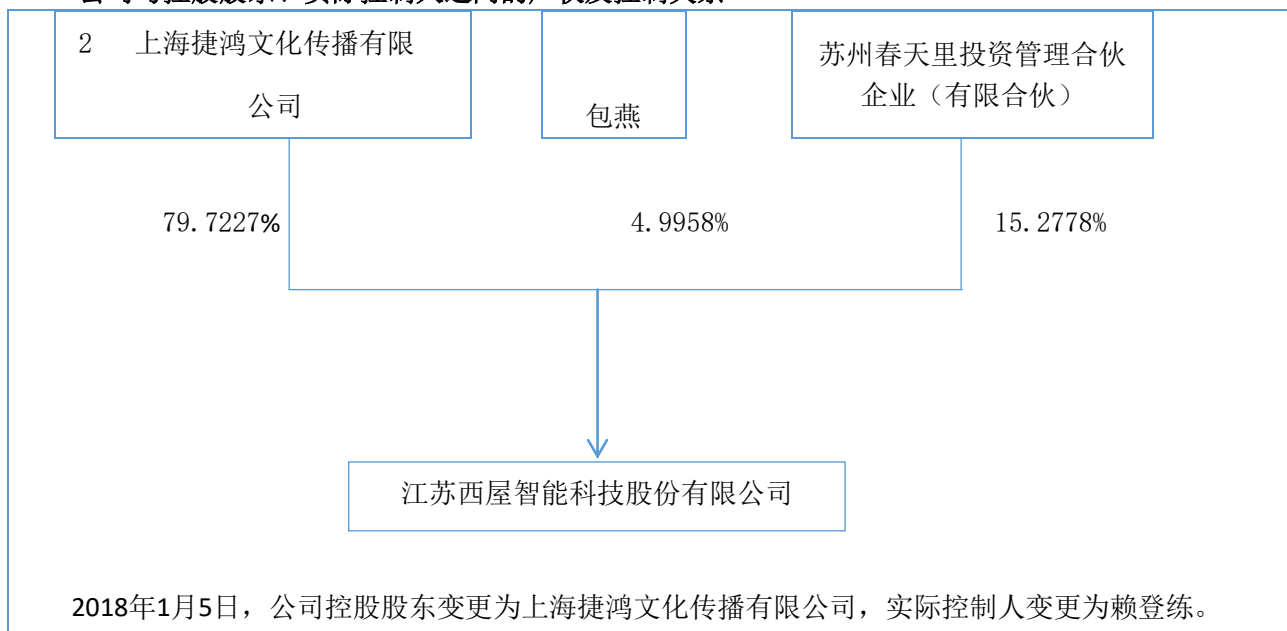 2 上海捷鸿文化传播有限
公司
包燕
苏州春天里投资管理合伙
企业（有限合伙）
79.7227%
4.9958%
15.2778%
江苏西屋智能科技股份有限公司
2018年1月5日，公司控股股东变更为上海捷鸿文化传播有限公司，实际控制人变更为赖登练。